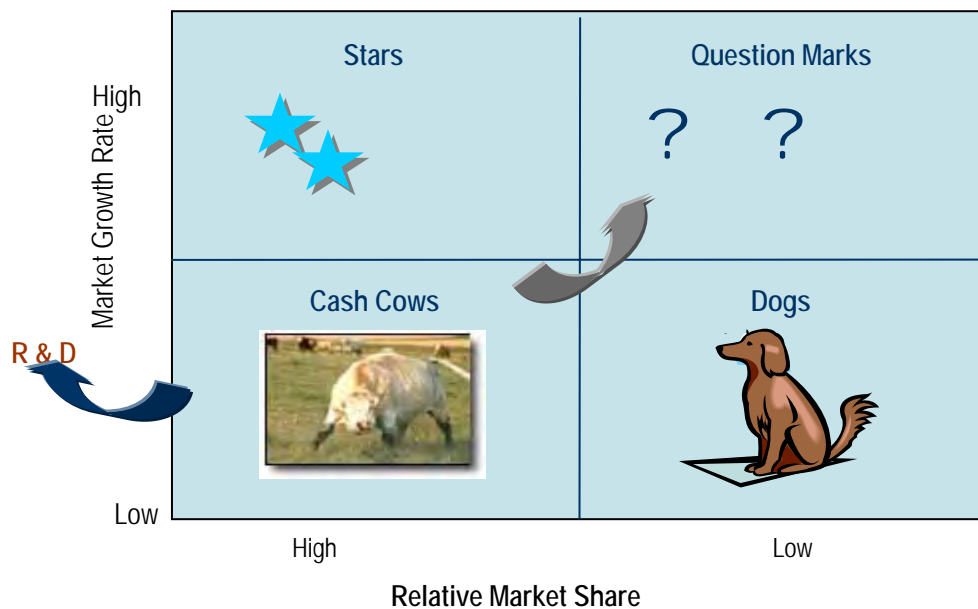 Stars
Question Marks
High
? ?
Market Growth Rate
Cash Cows
Dogs
R & D
Low
High
Low
Relative Market Share